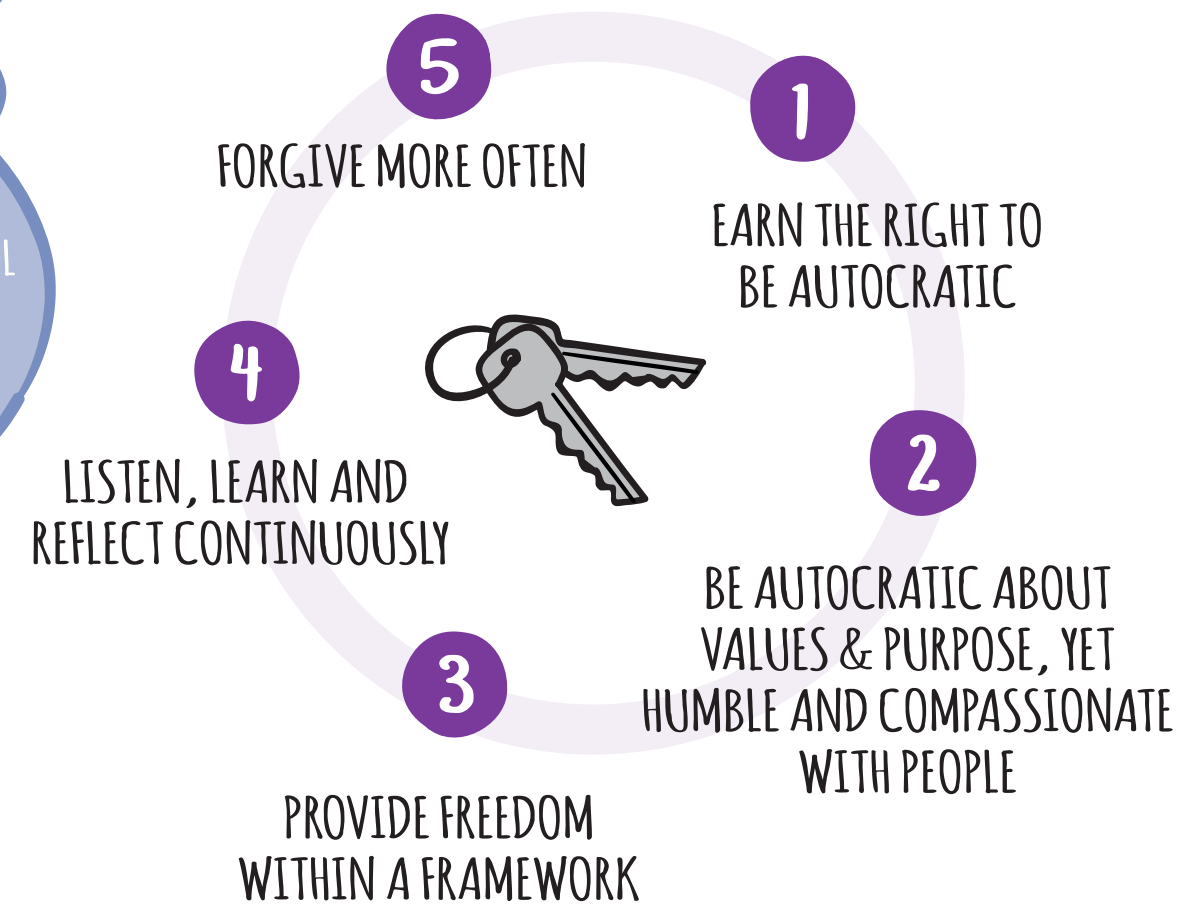 5
FORGIVE MORE OFTEN
1
EARN THE RIGHT TO
BE AUTOCRATIC
L
4
LISTEN, LEARN AND
REFLECT CONTINUOUSLY
2
BE AUTOCRATIC ABOUT
VALUES & PURPOSE, YET
HUMBLE AND COMPASSIONATE
WITH PEOPLE
3
PROVIDE FREEDOM
WITHIN A FRAMEWORK